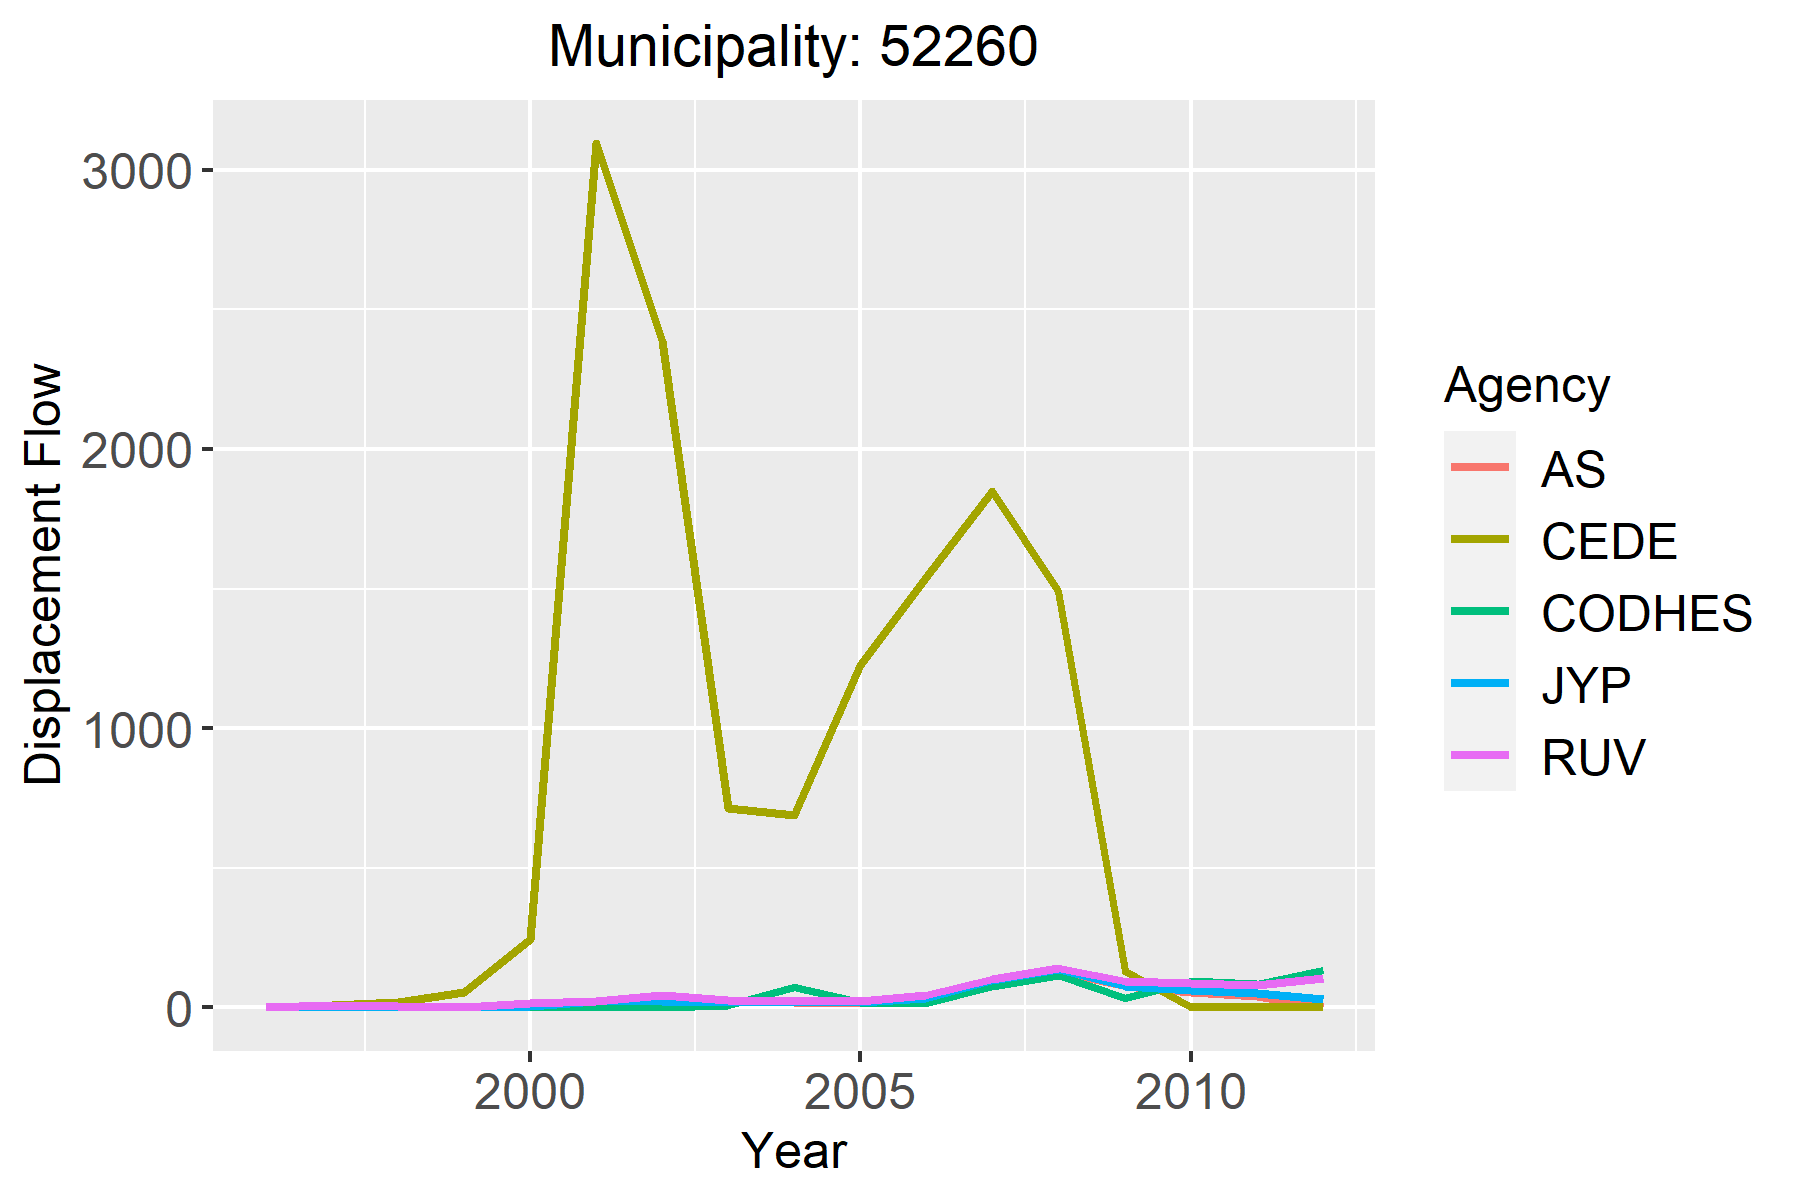 Municipality: 52260
Displacement Flow
3000
2000
1000
0
2000 2005 2010
Year
Agency
AS
CEDE
CODHES
JYP
RUV